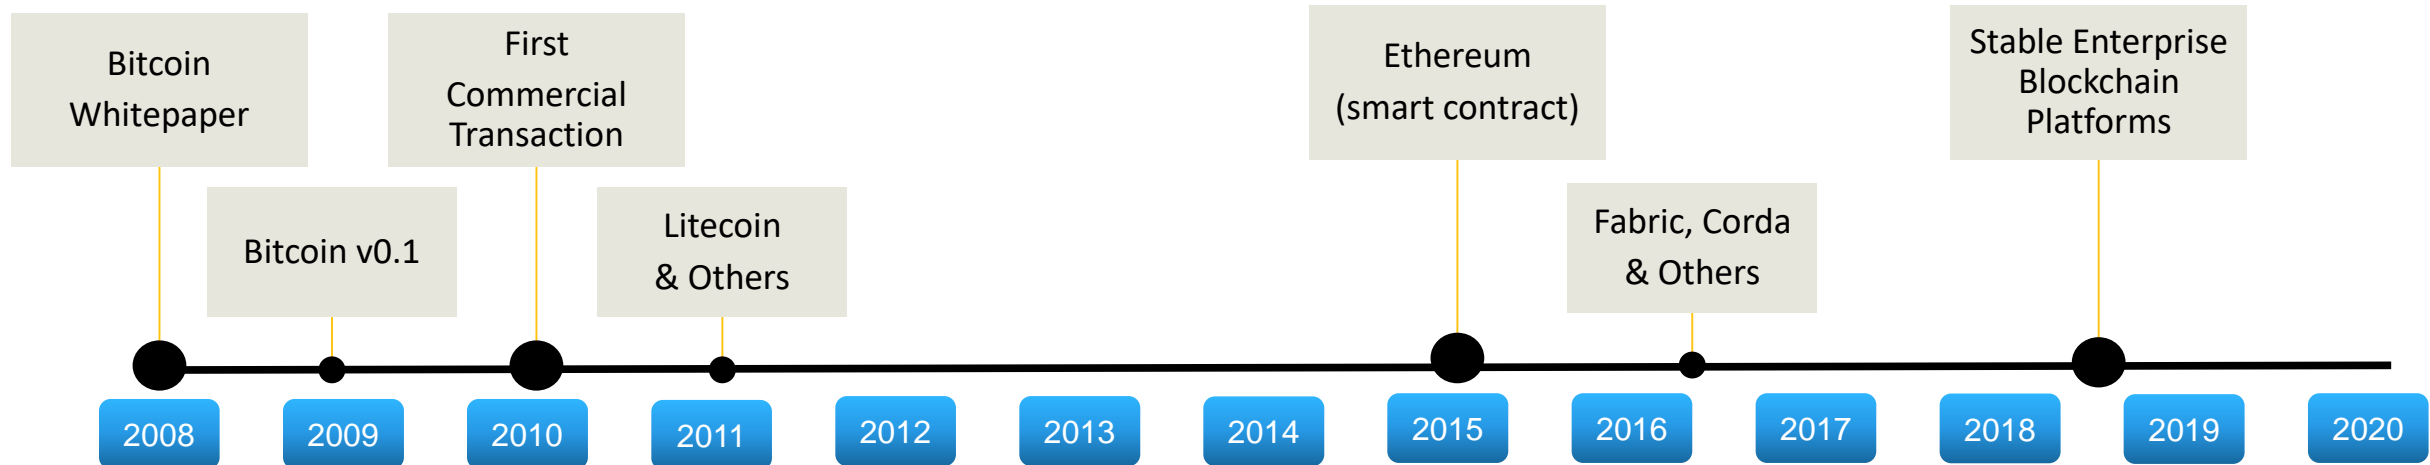 Bitcoin
Whitepaper
Bitcoin v0.1
First
Commercial
Transaction
Litecoin
& Others
Ethereum
(smart contract)
Fabric, Corda
& Others
Stable Enterprise
Blockchain
Platforms
2008
2009
2010
2011
2012
2013
2014
2015
2016
2017
2018
2019
2020